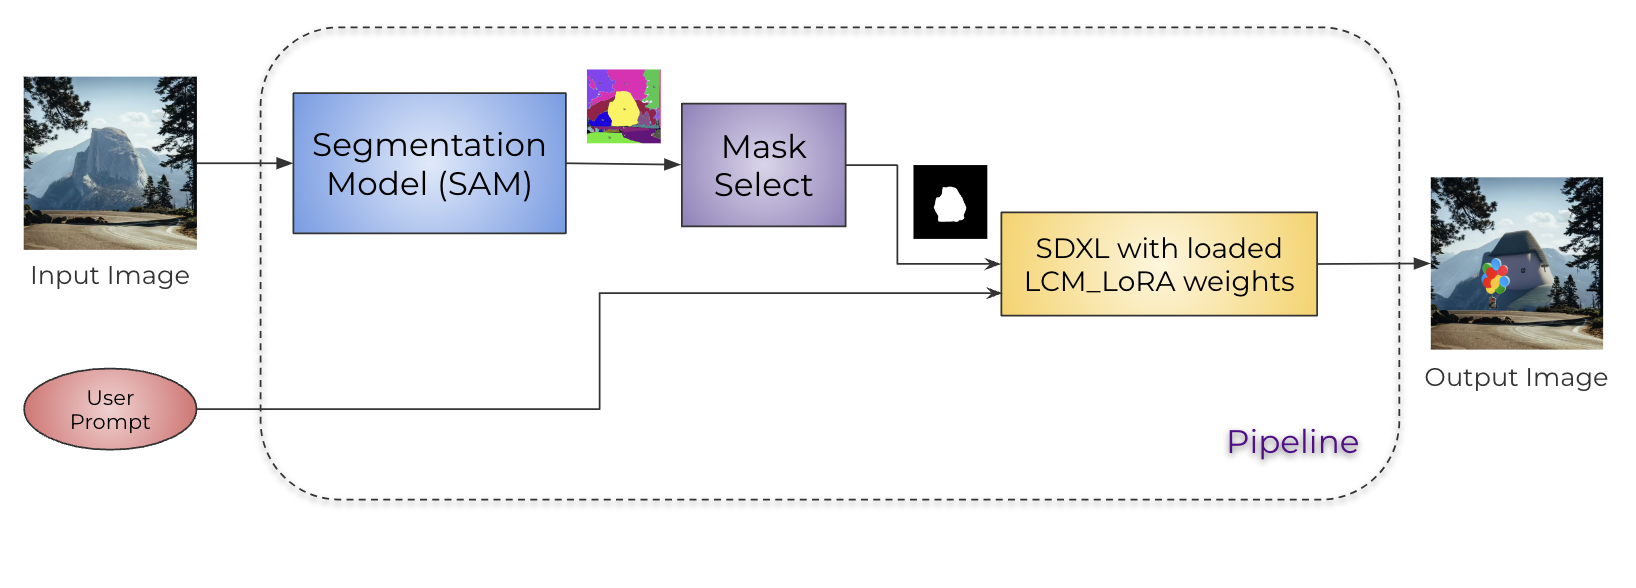 Input Image
Segmentation
Model (SAM)
Mask
Select
SDXL with loaded
LCM_LoRA weights
Output Image
User
Prompt
Pipeline